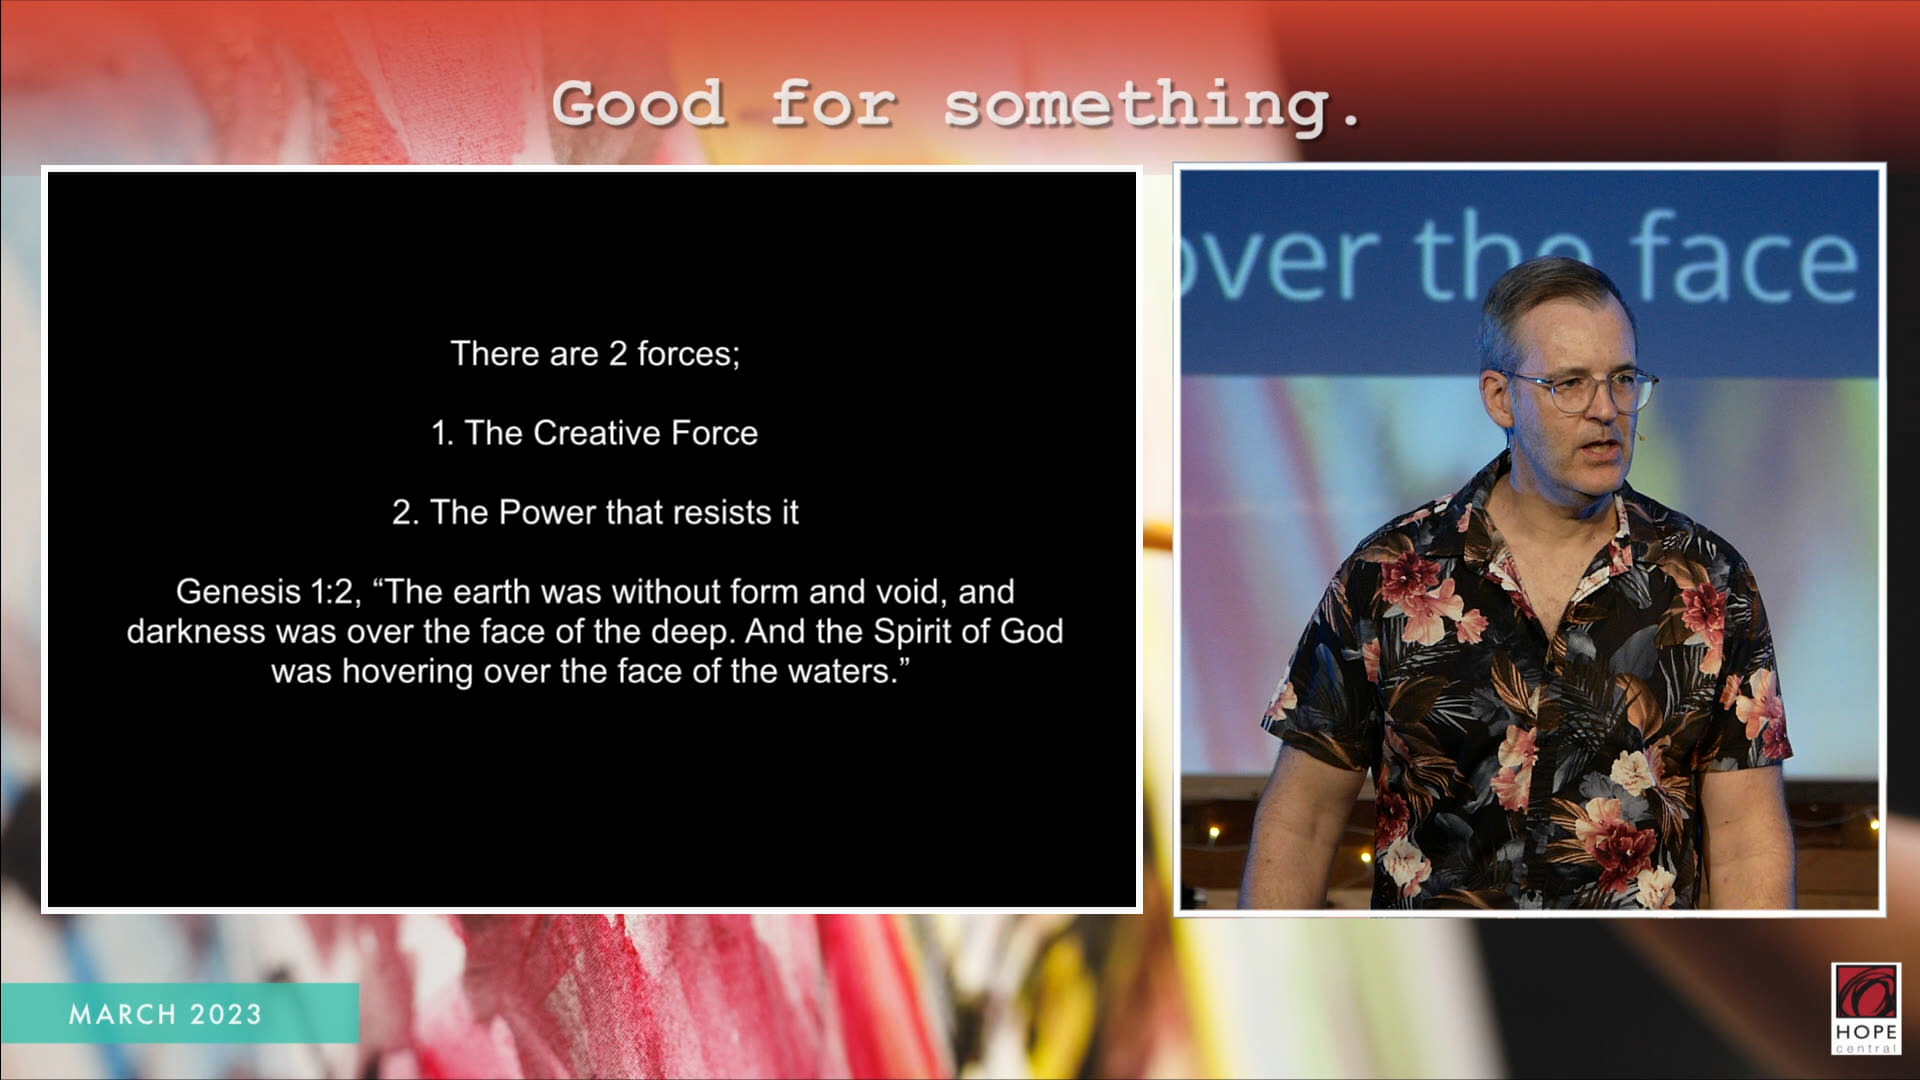 Good for something.
There are 2 forces;
1. The Creative Force
2. The Power that resists it
Genesis 1:2, “The earth was without form and void, and
darkness was over the face of the deep. And the Spirit of God
was hovering over the face of the waters.”
over the face
MARCH 2023
HOPE
central